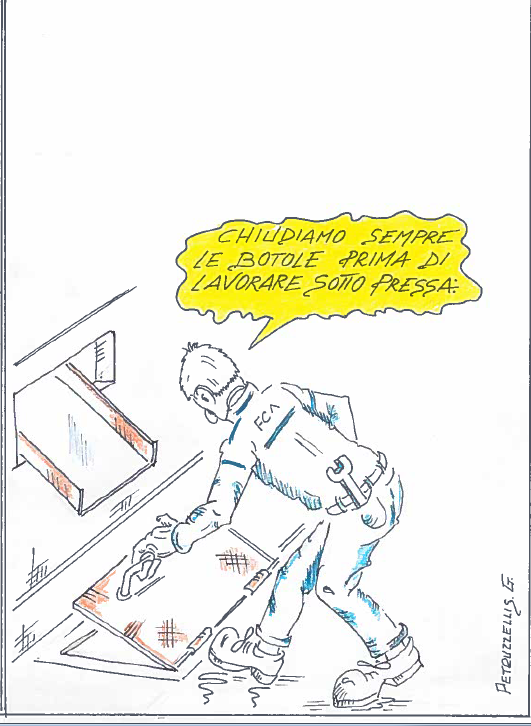 CHIUDIAMO SEMPRE
LE BOTOLE PRIMA DI
LAVORARE SOTTO PRESSA.
FCA
PETRUZZELLIS. G.